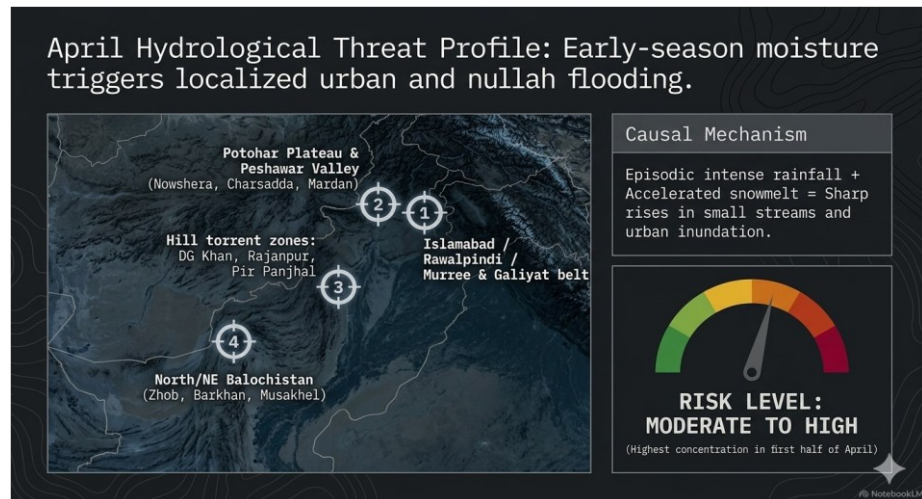 April Hydrological Threat Profile: Early-season moisture
triggers localized urban and nullah flooding.
Potohar Plateau &
Peshawar Valley
(Nowshera, Charsadda, Mardan)
2
1
Islamabad /
Rawalpindi /
Murree & Galiyat belt
Hill torrent zones:
DG Khan, Rajanpur,
Pir Panjhal
3
4
North/NE Balochistan
(Zhob, Barkhan, Musakhel)
Causal Mechanism
Episodic intense rainfall +
Accelerated snowmelt = Sharp
rises in small streams and
urban inundation.
RISK LEVEL:
MODERATE TO HIGH
(Highest concentration in first half of April)